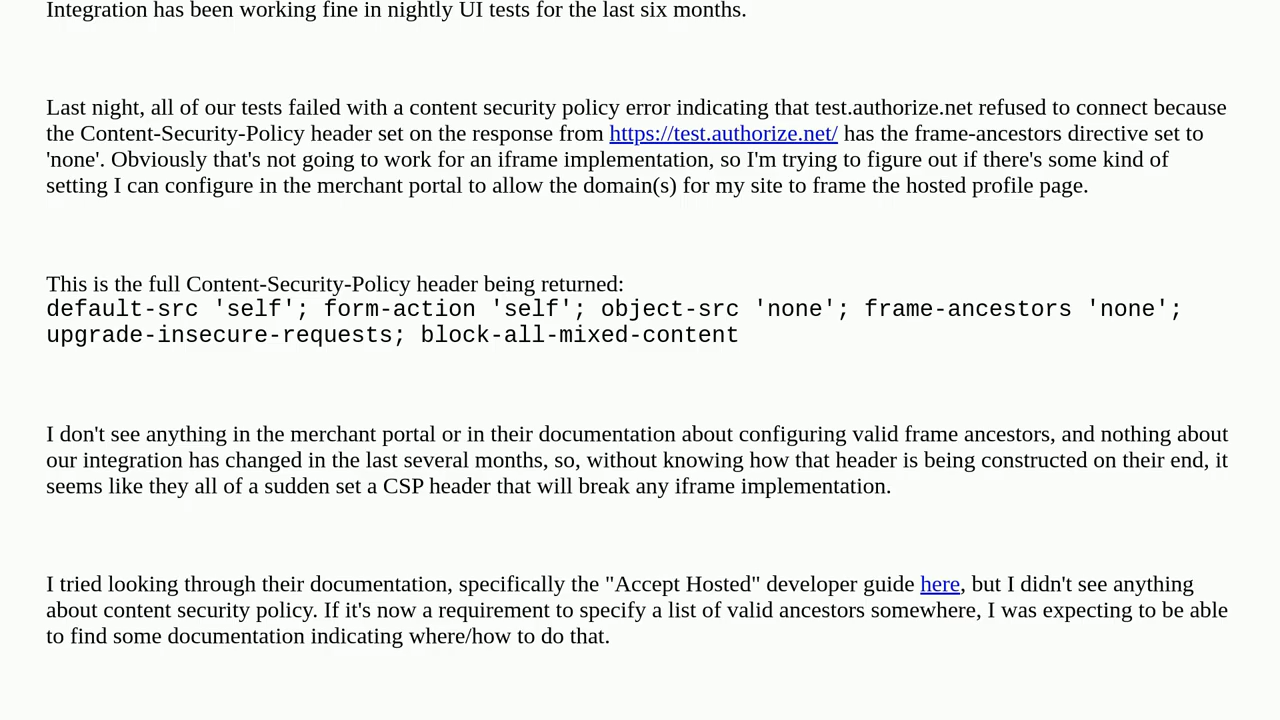 Integration has been working fine in nightly UI tests for the last six months.
Last night, all of our tests failed with a content security policy error indicating that test.authorize.net refused to connect because
the Content-Security-Policy header set on the response from https://test.authorize.net/ has the frame-ancestors directive set to
'none'. Obviously that's not going to work for an iframe implementation, so I'm trying to figure out if there's some kind of
setting I can configure in the merchant portal to allow the domain(s) for my site to frame the hosted profile page.
This is the full Content-Security-Policy header being returned:
default-src 'self'; form-action 'self'; object-src 'none'; frame-ancestors 'none';
upgrade-insecure-requests; block-all-mixed-content
I don't see anything in the merchant portal or in their documentation about configuring valid frame ancestors, and nothing about
our integration has changed in the last several months, so, without knowing how that header is being constructed on their end, it
seems like they all of a sudden set a CSP header that will break any iframe implementation.
I tried looking through their documentation, specifically the "Accept Hosted" developer guide here, but I didn't see anything
about content security policy. If it's now a requirement to specify a list of valid ancestors somewhere, I was expecting to be able
to find some documentation indicating where/how to do that.